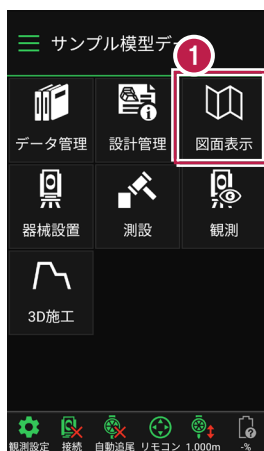 サンプル模型デー
1
データ管理
設計管理
図面表示
器械設置
測設
観測
3D施工
観測設定 接続 自動追尾 リモコン 1.000m -%